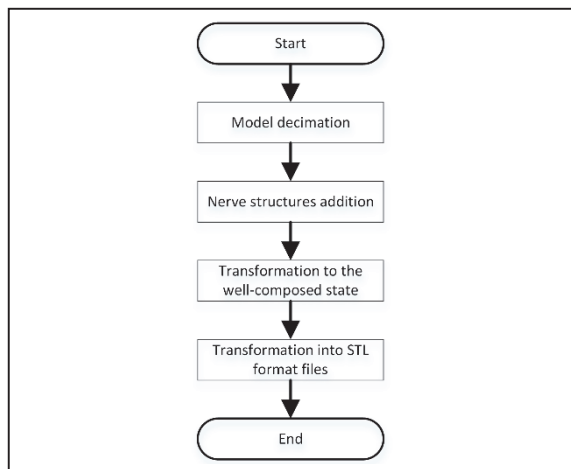 Start
Model decimation
Nerve structures addition
Transformation to the
well-composed state
Transformation into STL
format files
End